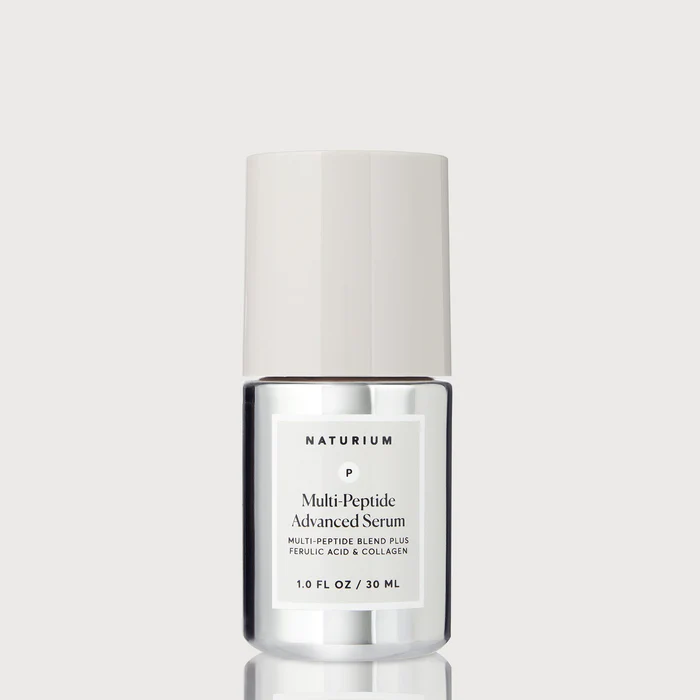 NATURIUM
P
Multi-Peptide
Advanced Serum
MULTI-PEPTIDE BLEND PLUS
FERULIC ACID & COLLAGEN
1.0 FL OZ / 30 ML